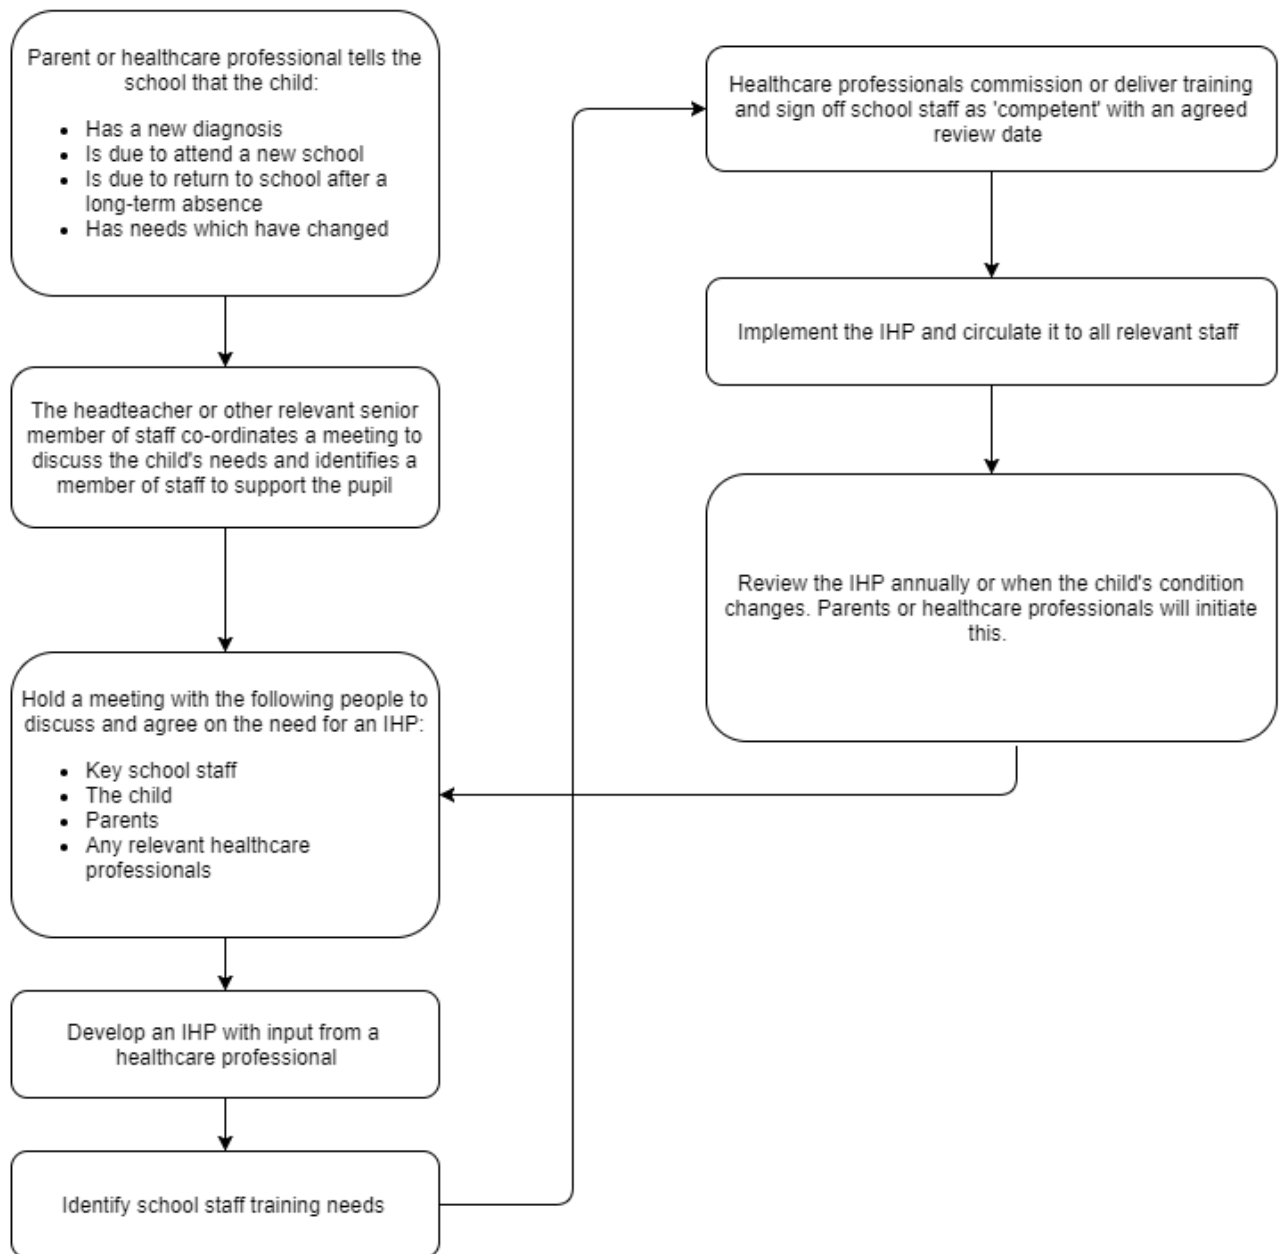 Parent or healthcare professional tells the
school that the child:
• Has a new diagnosis
• Is due to attend a new school
• Is due to return to school after a
long-term absence
• Has needs which have changed
The headteacher or other relevant senior
member of staff co-ordinates a meeting to
discuss the child's needs and identifies a
member of staff to support the pupil
Hold a meeting with the following people to
discuss and agree on the need for an IHP:
• Key school staff
• The child
• Parents
• Any relevant healthcare
professionals
Develop an IHP with input from a
healthcare professional
Identify school staff training needs
Healthcare professionals commission or deliver training
and sign off school staff as 'competent' with an agreed
review date
Implement the IHP and circulate it to all relevant staff
Review the IHP annually or when the child's condition
changes. Parents or healthcare professionals will initiate
this.